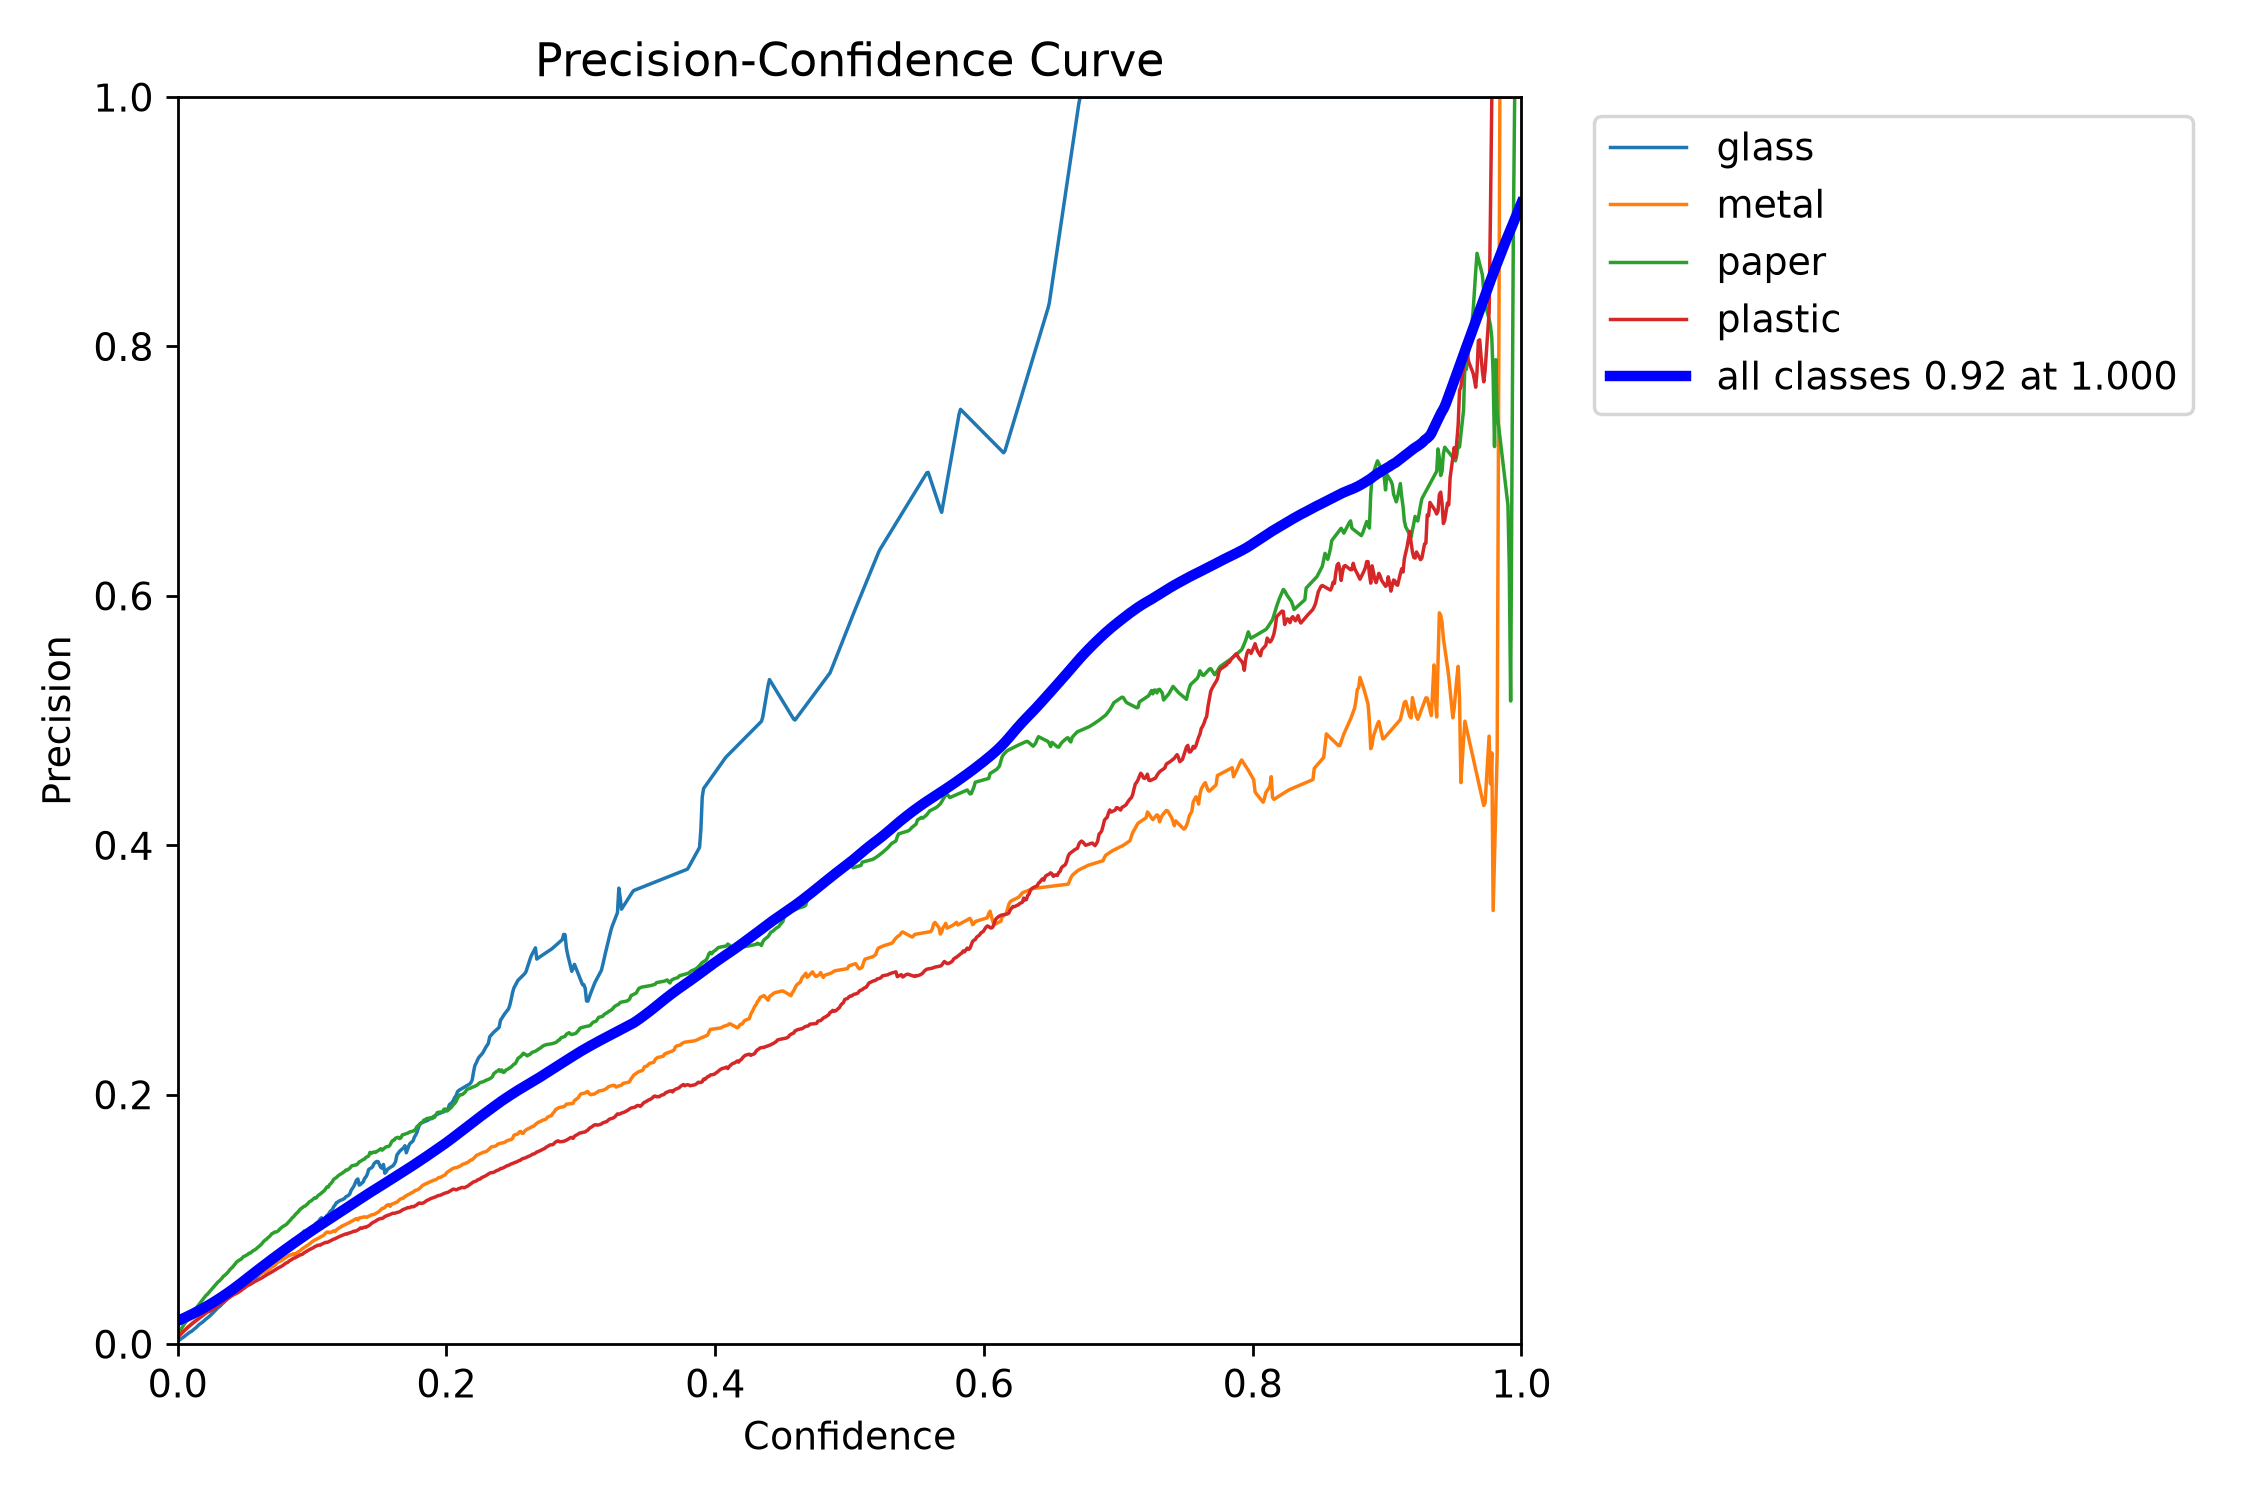 Precision-Confidence Curve
1.0
0.8
0.6
0.4
0.2
0.0
Precision
0.0 0.2 0.4 0.6 0.8 1.0
Confidence
glass
metal
paper
plastic
all classes 0.92 at 1.000